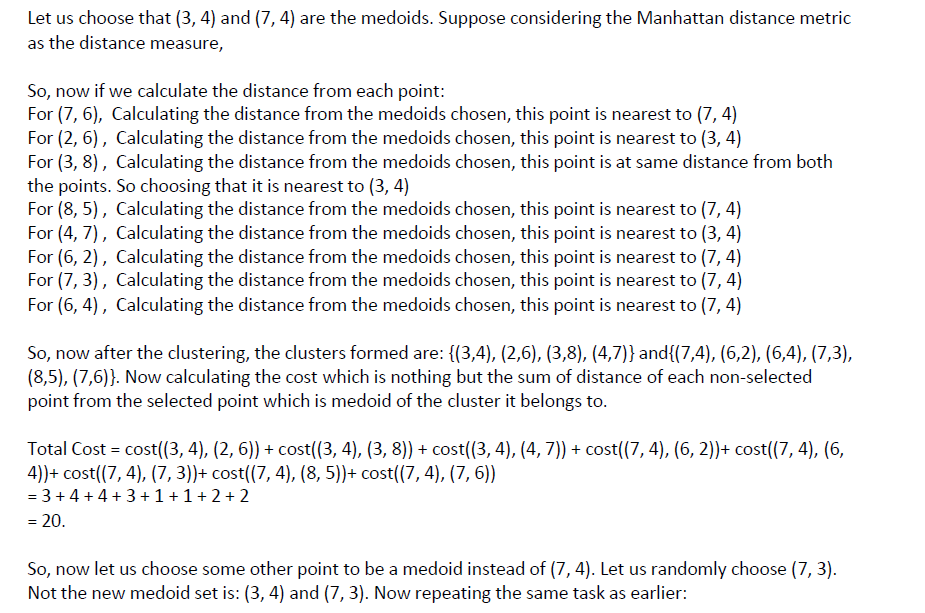 Let us choose that (3, 4) and (7, 4) are the medoids. Suppose considering the Manhattan distance metric
as the distance measure,
So, now if we calculate the distance from each point:
For (7, 6), Calculating the distance from the medoids chosen, this point is nearest to (7, 4)
For (2, 6) , Calculating the distance from the medoids chosen, this point is nearest to (3, 4)
For (3, 8) , Calculating the distance from the medoids chosen, this point is at same distance from both
the points. So choosing that it is nearest to (3, 4)
For (8, 5) , Calculating the distance from the medoids chosen, this point is nearest to (7, 4)
For (4, 7) , Calculating the distance from the medoids chosen, this point is nearest to (3, 4)
For (6, 2) , Calculating the distance from the medoids chosen, this point is nearest to (7, 4)
For (7, 3) , Calculating the distance from the medoids chosen, this point is nearest to (7, 4)
For (6, 4) , Calculating the distance from the medoids chosen, this point is nearest to (7, 4)
So, now after the clustering, the clusters formed are: {(3,4), (2,6), (3,8), (4,7)} and{(7,4), (6,2), (6,4), (7,3),
(8,5), (7,6)}. Now calculating the cost which is nothing but the sum of distance of each non-selected
point from the selected point which is medoid of the cluster it belongs to.
Total Cost = cost((3, 4), (2, 6)) + cost((3, 4), (3, 8)) + cost((3, 4), (4, 7)) + cost((7, 4), (6, 2))+ cost((7, 4), (6,
4))+ cost((7, 4), (7, 3))+ cost((7, 4), (8, 5))+ cost((7, 4), (7, 6))
= 3 + 4 + 4 + 3 + 1 + 1 + 2 + 2
= 20.
So, now let us choose some other point to be a medoid instead of (7, 4). Let us randomly choose (7, 3).
Not the new medoid set is: (3, 4) and (7, 3). Now repeating the same task as earlier: